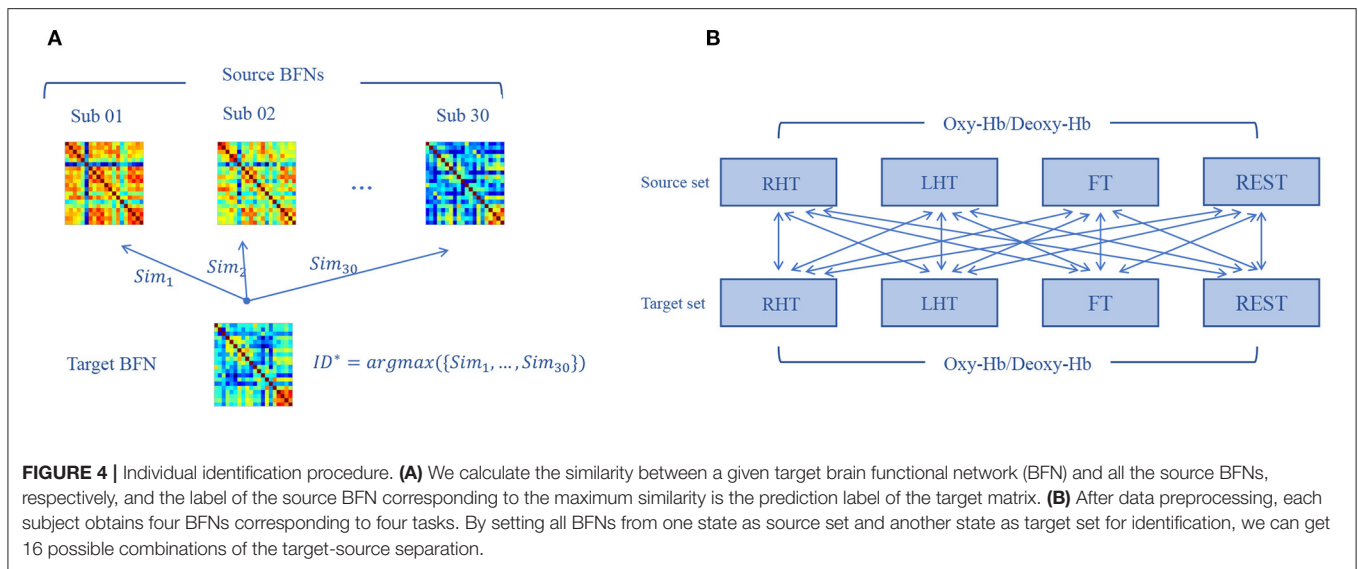 A
Source BFNs
Sub 01 Sub 02 Sub 30
...
Sim1 Sim2 Sim30
Target BFN
ID* = argmax({Sim1, ..., Sim30})
B
Oxy-Hb/Deoxy-Hb
Source set RHT LHT FT REST
Target set RHT LHT FT REST
Oxy-Hb/Deoxy-Hb
FIGURE 4 | Individual identification procedure. (A) We calculate the similarity between a given target brain functional network (BFN) and all the source BFNs,
respectively, and the label of the source BFN corresponding to the maximum similarity is the prediction label of the target matrix. (B) After data preprocessing, each
subject obtains four BFNs corresponding to four tasks. By setting all BFNs from one state as source set and another state as target set for identification, we can get
16 possible combinations of the target-source separation.